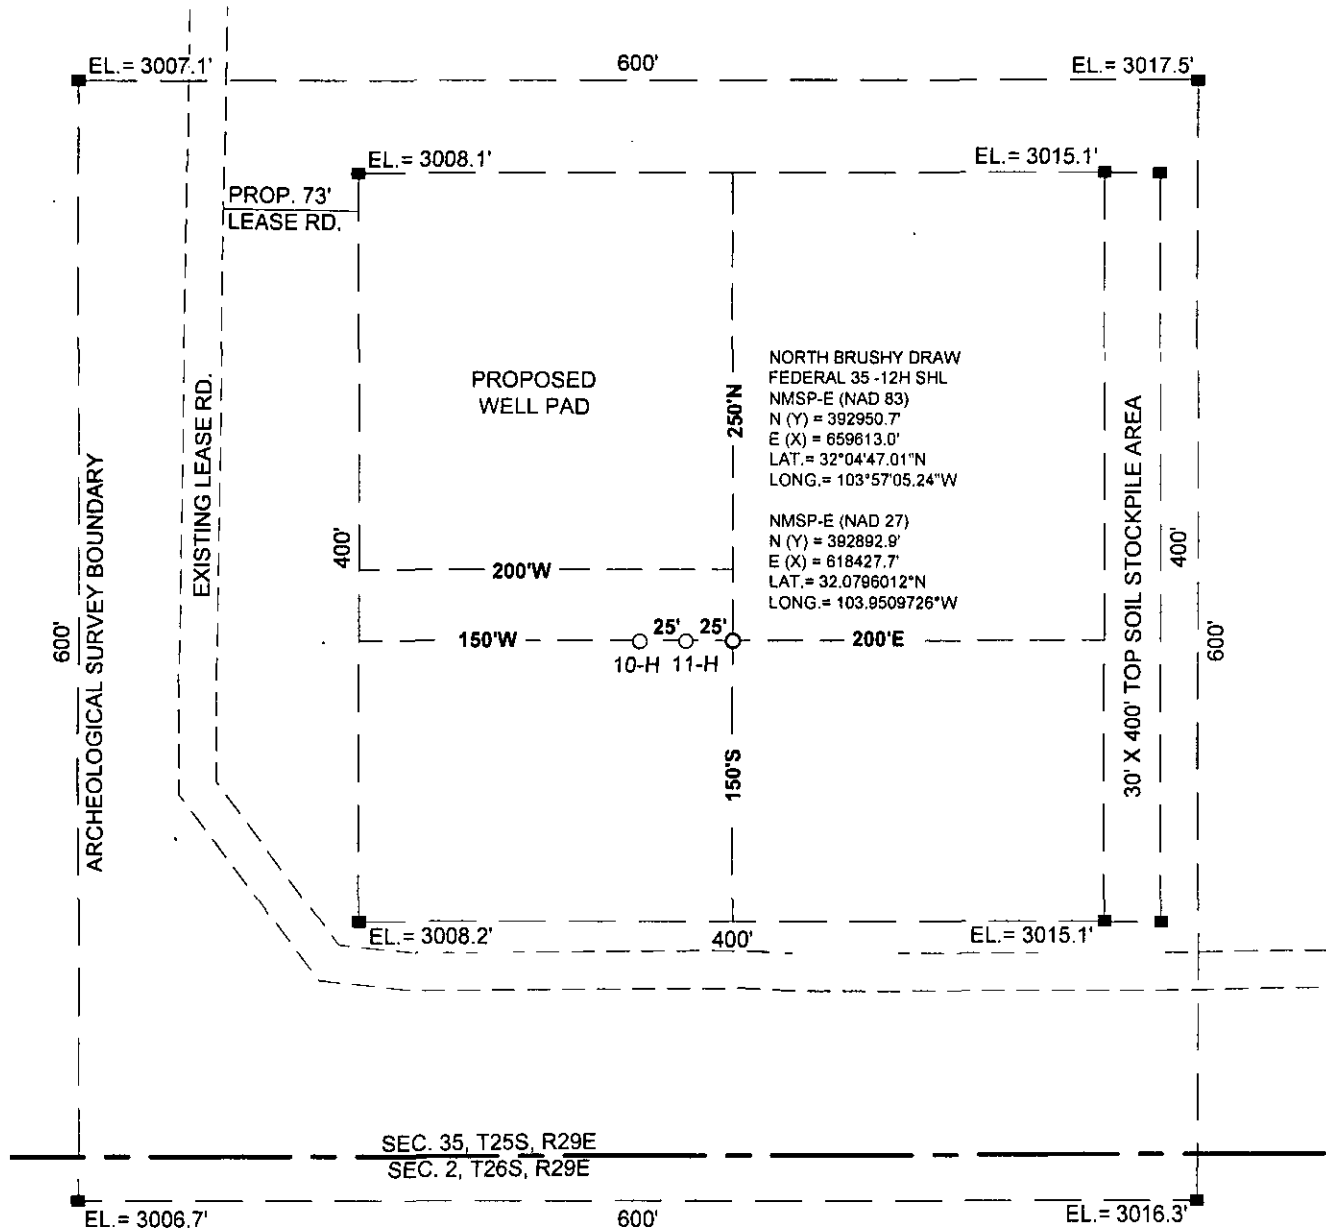 EL.= 3007.1'
600'
EL.= 3017.5'
EL.= 3008.1'
EL.= 3015.1'
PROP. 73'
LEASE RD.
PROPOSED
WELL PAD
250'N
NORTH BRUSHY DRAW
FEDERAL 35 -12H SHL
NMSP-E (NAD 83)
N (Y) = 392950.7'
E (X) = 659613.0'
LAT.= 32°04'47.01"N
LONG.= 103°57'05.24"W
NMSP-E (NAD 27)
N (Y) = 392892.9'
E (X) = 618427.7'
LAT.= 32.0796012°N
LONG.= 103.9509726°W
EXISTING LEASE RD.
ARCHEOLOGICAL SURVEY BOUNDARY
600'
400'
200'W
150'W
25'
25'
200'E
10-H
11-H
150'S
30' X 400' TOP SOIL STOCKPILE AREA
400'
600'
EL.= 3008.2'
400'
EL.= 3015.1'
SEC. 35, T25S, R29E
SEC. 2, T26S, R29E
EL.= 3006.7'
600'
EL.= 3016.3'